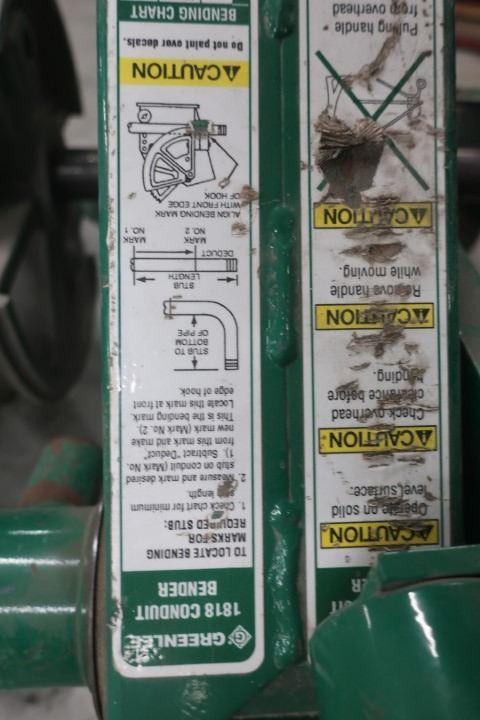 GREENLEE
1818 CONDUIT
BENDER
TO LOCATE BENDING
MARKS FOR
REQUIRED STUB:
1. Check chart for minimum
length.
2. Measure and mark desired
stub on conduit (Mark No.
1). Subtract "Deduct"
from this mark and make
new mark (Mark No. 2).
This is the bending mark.
Locate this mark at front
edge of hook.
STUB TO
BOTTOM
OF PIPE
STUB
LENGTH
DEDUCT
MARK
NO. 2
MARK
NO. 1
ALIGN BENDING MARK
WITH FRONT EDGE
OF HOOK
CAUTION
Do not paint over decals.
BENDING CHART
CAUTION
Operate on solid
level surface.
CAUTION
Check overhead
clearance before
bending.
CAUTION
Remove handle
while moving.
CAUTION
Pulling handle
from overhead